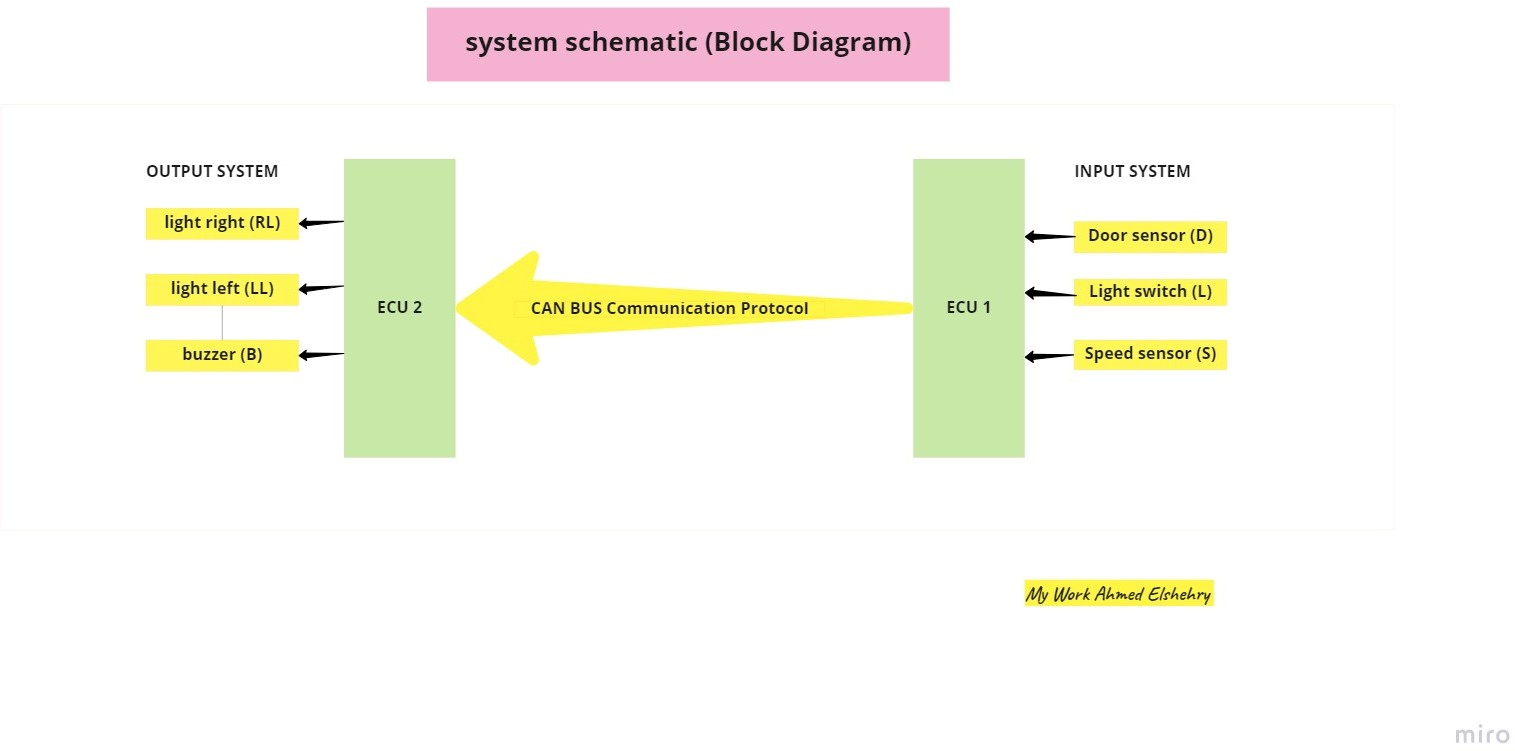 system schematic (Block Diagram)
OUTPUT SYSTEM
light right (RL)
light left (LL)
buzzer (B)
ECU 2
CAN BUS Communication Protocol
ECU 1
INPUT SYSTEM
Door sensor (D)
Light switch (L)
Speed sensor (S)
My Work Ahmed Elshehry
miro